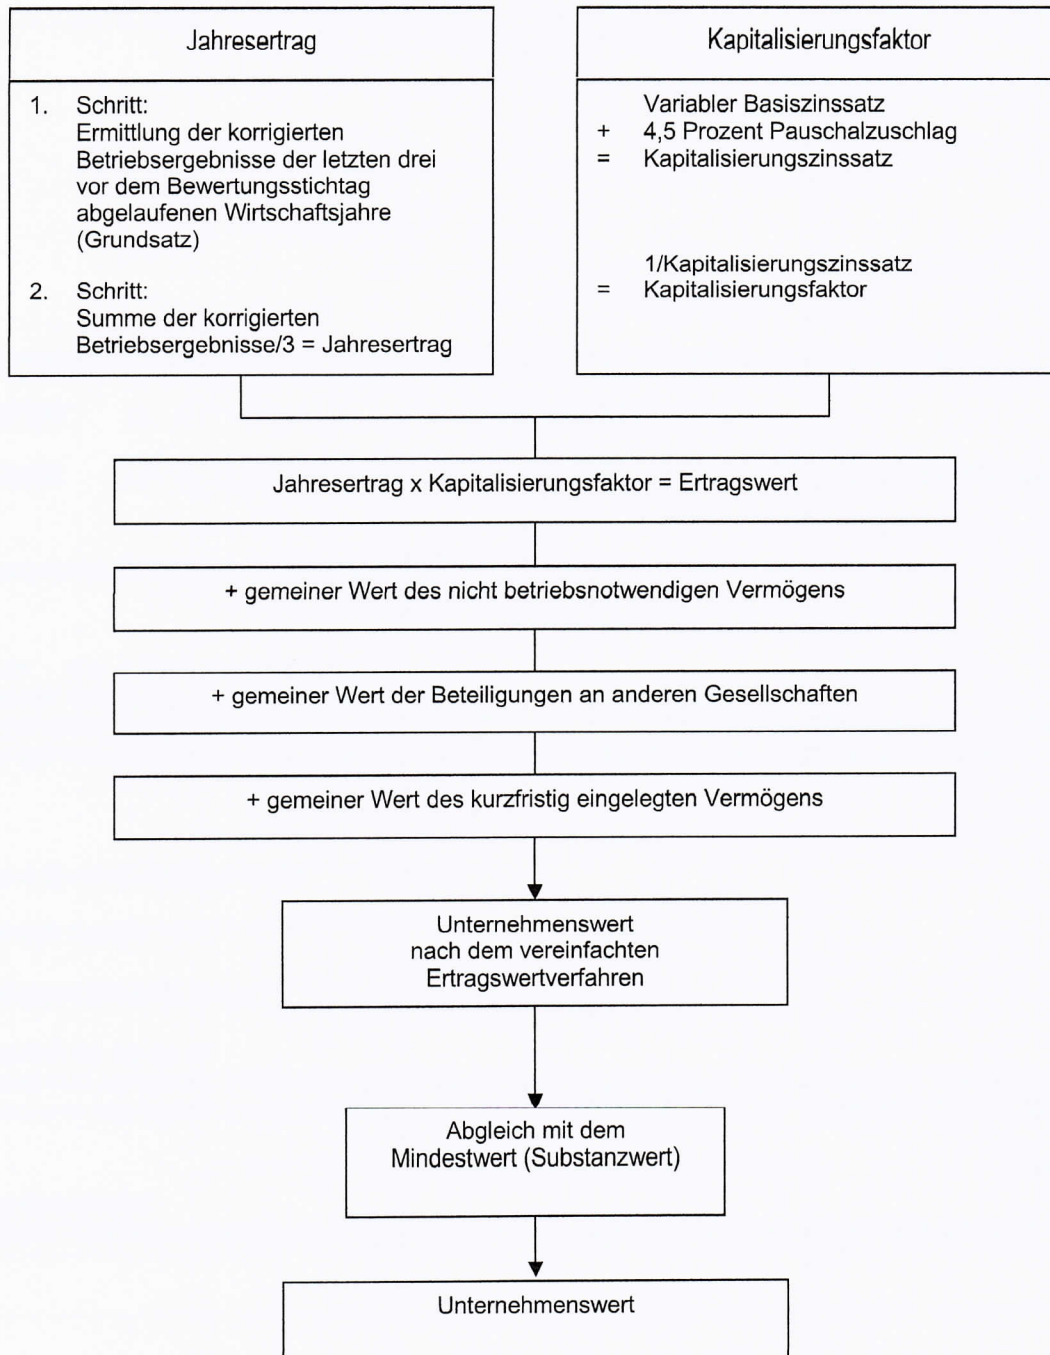 Jahresertrag
1. Schritt:
Ermittlung der korrigierten
Betriebsergebnisse der letzten drei
vor dem Bewertungsstichtag
abgelaufenen Wirtschaftsjahre
(Grundsatz)
2. Schritt:
Summe der korrigierten
Betriebsergebnisse/3 = Jahresertrag
Kapitalisierungsfaktor
Variabler Basiszinssatz
+ 4,5 Prozent Pauschalzuschlag
= Kapitalisierungszinssatz
1/Kapitalisierungszinssatz
= Kapitalisierungsfaktor
Jahresertrag x Kapitalisierungsfaktor = Ertragswert
+ gemeiner Wert des nicht betriebsnotwendigen Vermögens
+ gemeiner Wert der Beteiligungen an anderen Gesellschaften
+ gemeiner Wert des kurzfristig eingelegten Vermögens
Unternehmenswert
nach dem vereinfachten
Ertragswertverfahren
Abgleich mit dem
Mindestwert (Substanzwert)
Unternehmenswert